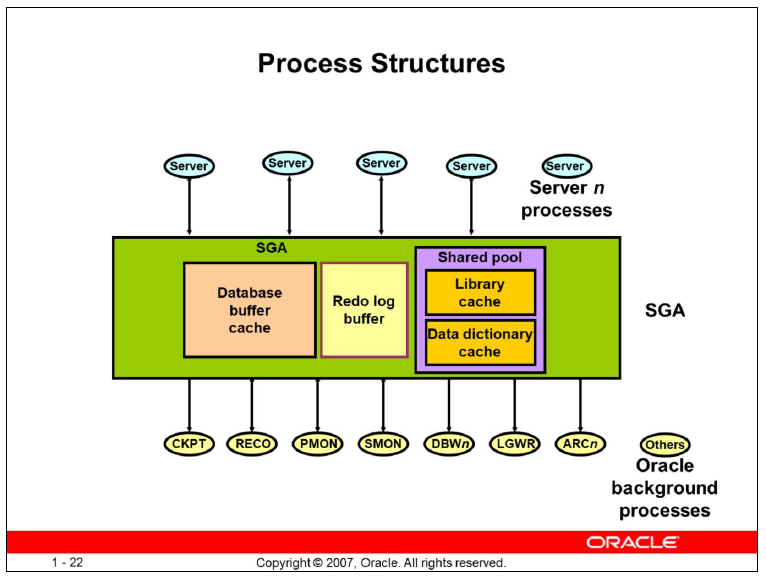 Process Structures
Server
Server
Server
Server
Server
Server n
processes
SGA
Database
buffer
cache
Redo log
buffer
Shared pool
Library
cache
Data dictionary
cache
SGA
CKPT
RECO
PMON
SMON
DBWn
LGWR
ARCn
Others
Oracle
background
processes
ORACLE
1 - 22
Copyright © 2007, Oracle. All rights reserved.